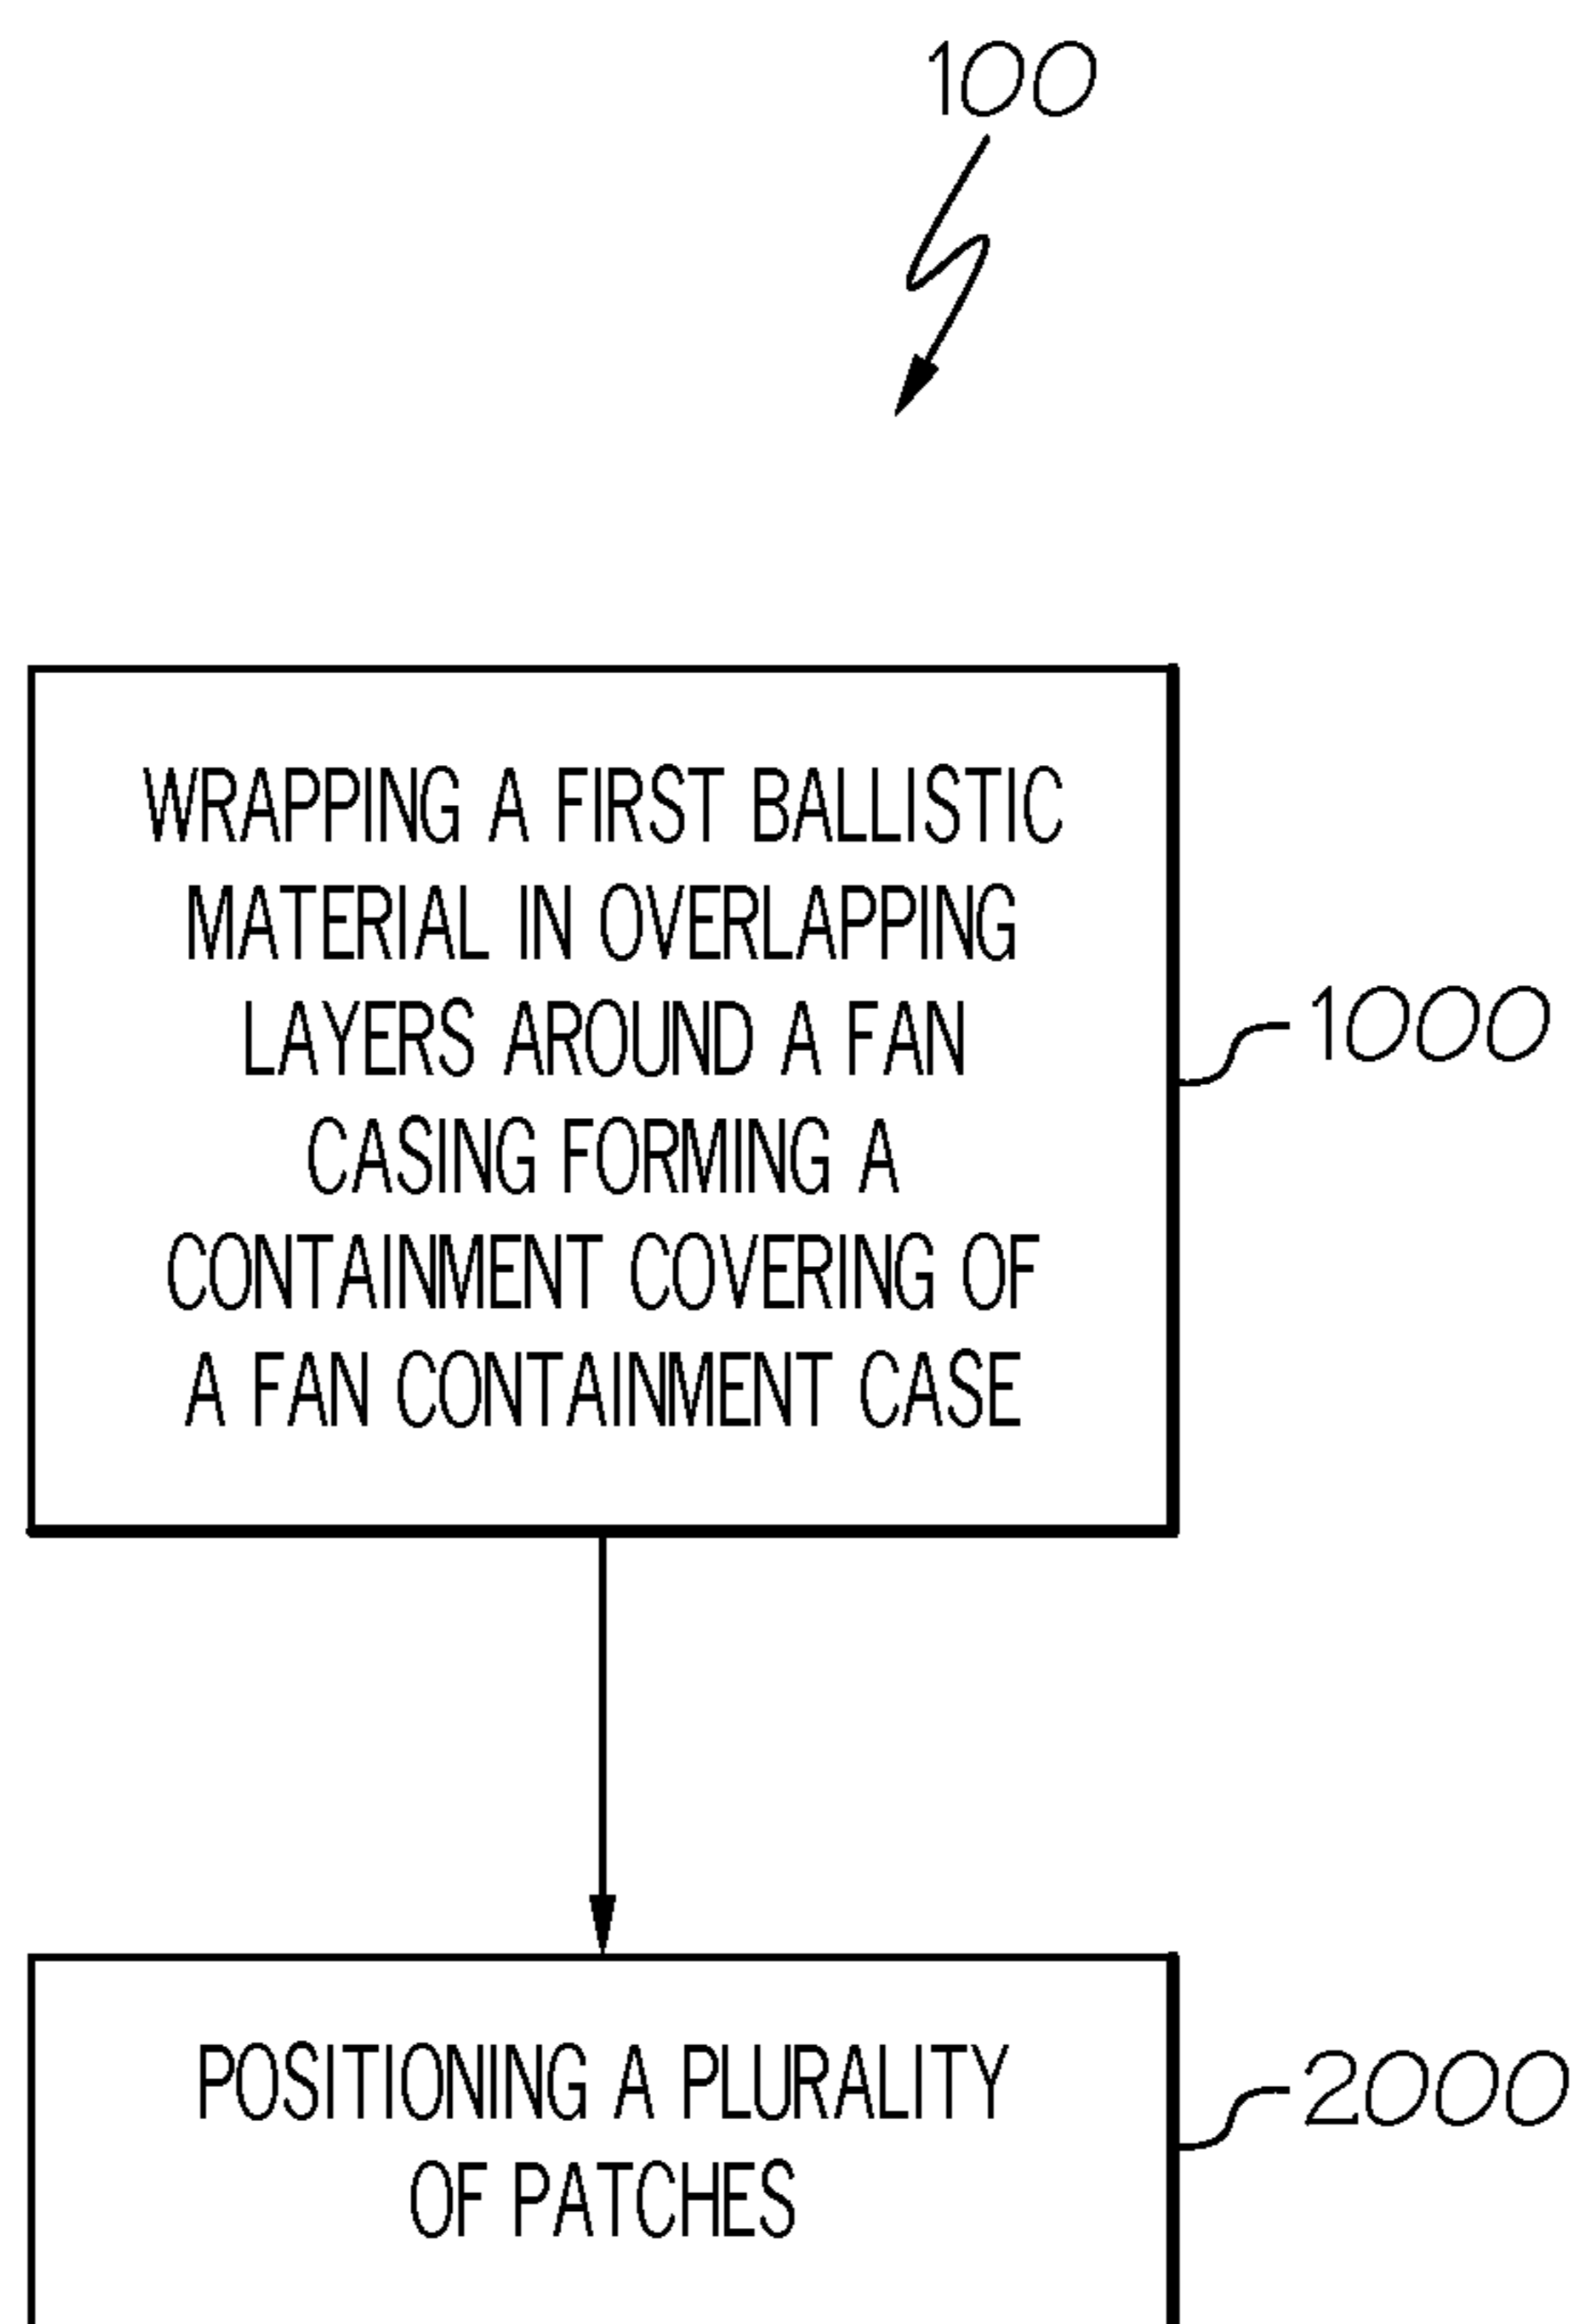 100
WRAPPING A FIRST BALLISTIC
MATERIAL IN OVERLAPPING
LAYERS AROUND A FAN
CASING FORMING A
CONTAINMENT COVERING OF
A FAN CONTAINMENT CASE
1000
POSITIONING A PLURALITY
OF PATCHES
2000